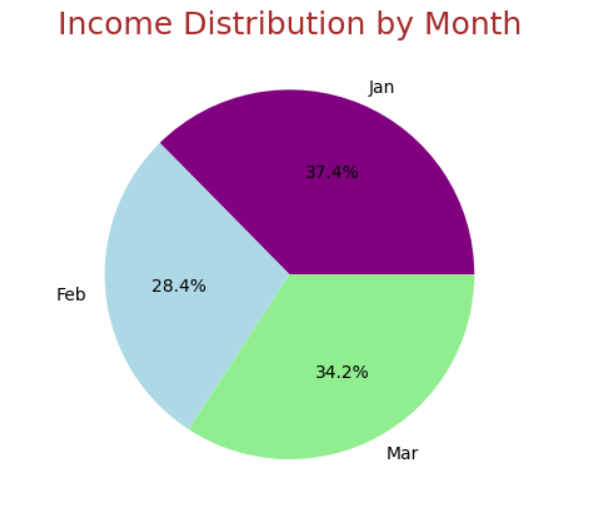 Income Distribution by Month
Jan
37.4%
28.4%
Feb
34.2%
Mar